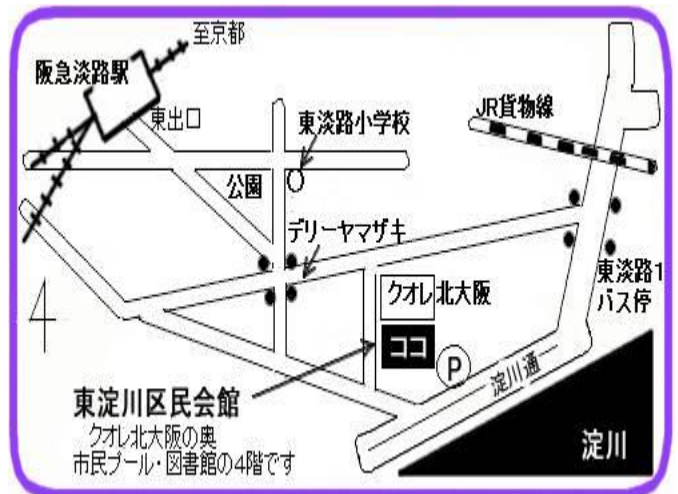 至京都
阪急淡路駅
東出口
東淡路小学校
JR貨物線
公園
デリーヤマザキ
クオレ北大阪
東淡路1
バス停
ココ
P
淀川通
東淀川区民会館
クオレ北大阪の奥
市民プール・図書館の4階です
淀川